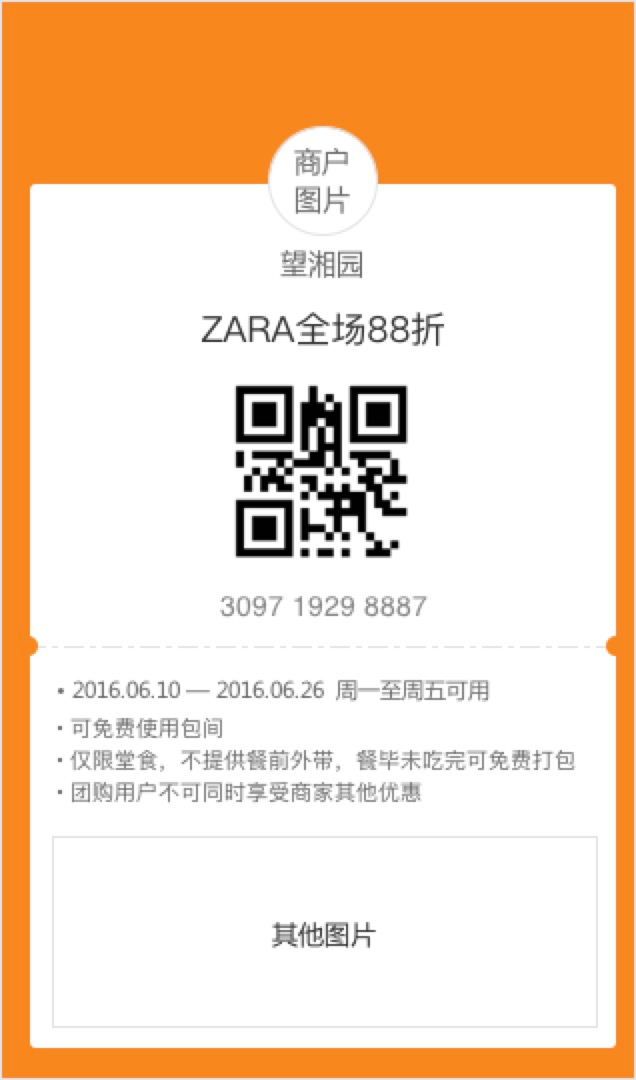 商户
图片
望湘园
ZARA全场88折
3097 1929 8887
• 2016.06.10 — 2016.06.26 周一至周五可用
• 可免费使用包间
• 仅限堂食，不提供餐前外带，餐毕未吃完可免费打包
• 团购用户不可同时享受商家其他优惠
其他图片